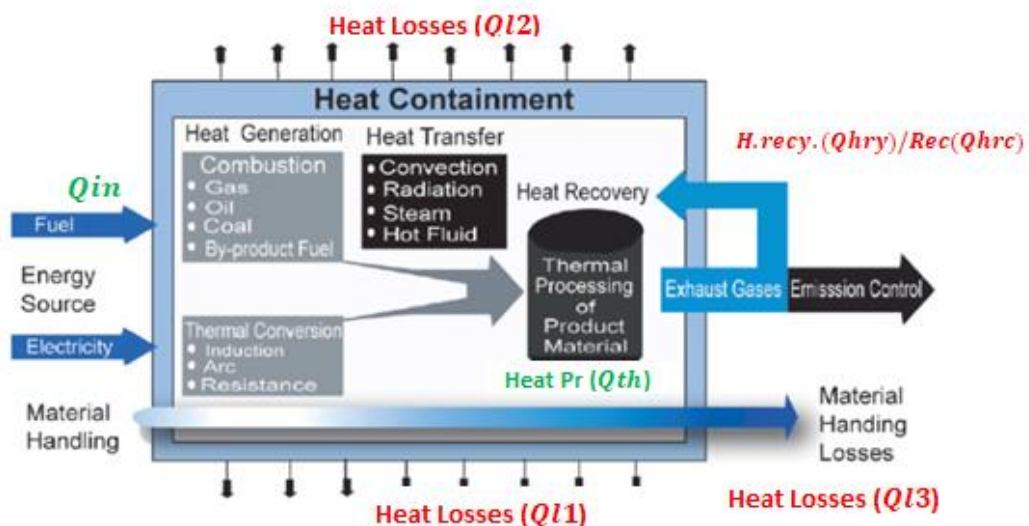 Heat Losses (Ql2)
Heat Containment
Heat Generation
Combustion
• Gas
• Oil
• Coal
• By-product Fuel
Heat Transfer
• Convection
• Radiation
• Steam
• Hot Fluid
H.recy.(Qhry)/Rec(Qhrc)
Qin
Fuel
Energy
Source
Electricity
Heat Recovery
Thermal
Processing
of
Product
Material
Exhaust Gases
Emisssion Control
Thermal Conversion
• Induction
• Arc
• Resistance
Heat Pr (Qth)
Material
Handling
Material
Handing
Losses
Heat Losses (Ql1)
Heat Losses (Ql3)